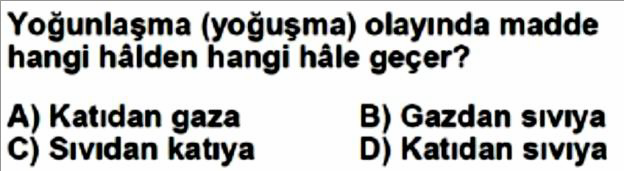 Yoğunlaşma (yoğuşma) olayında madde
hangi hâlden hangi hâle geçer?
A) Katıdan gaza B) Gazdan sıvıya
C) Sıvıdan katıya D) Katıdan sıvıya